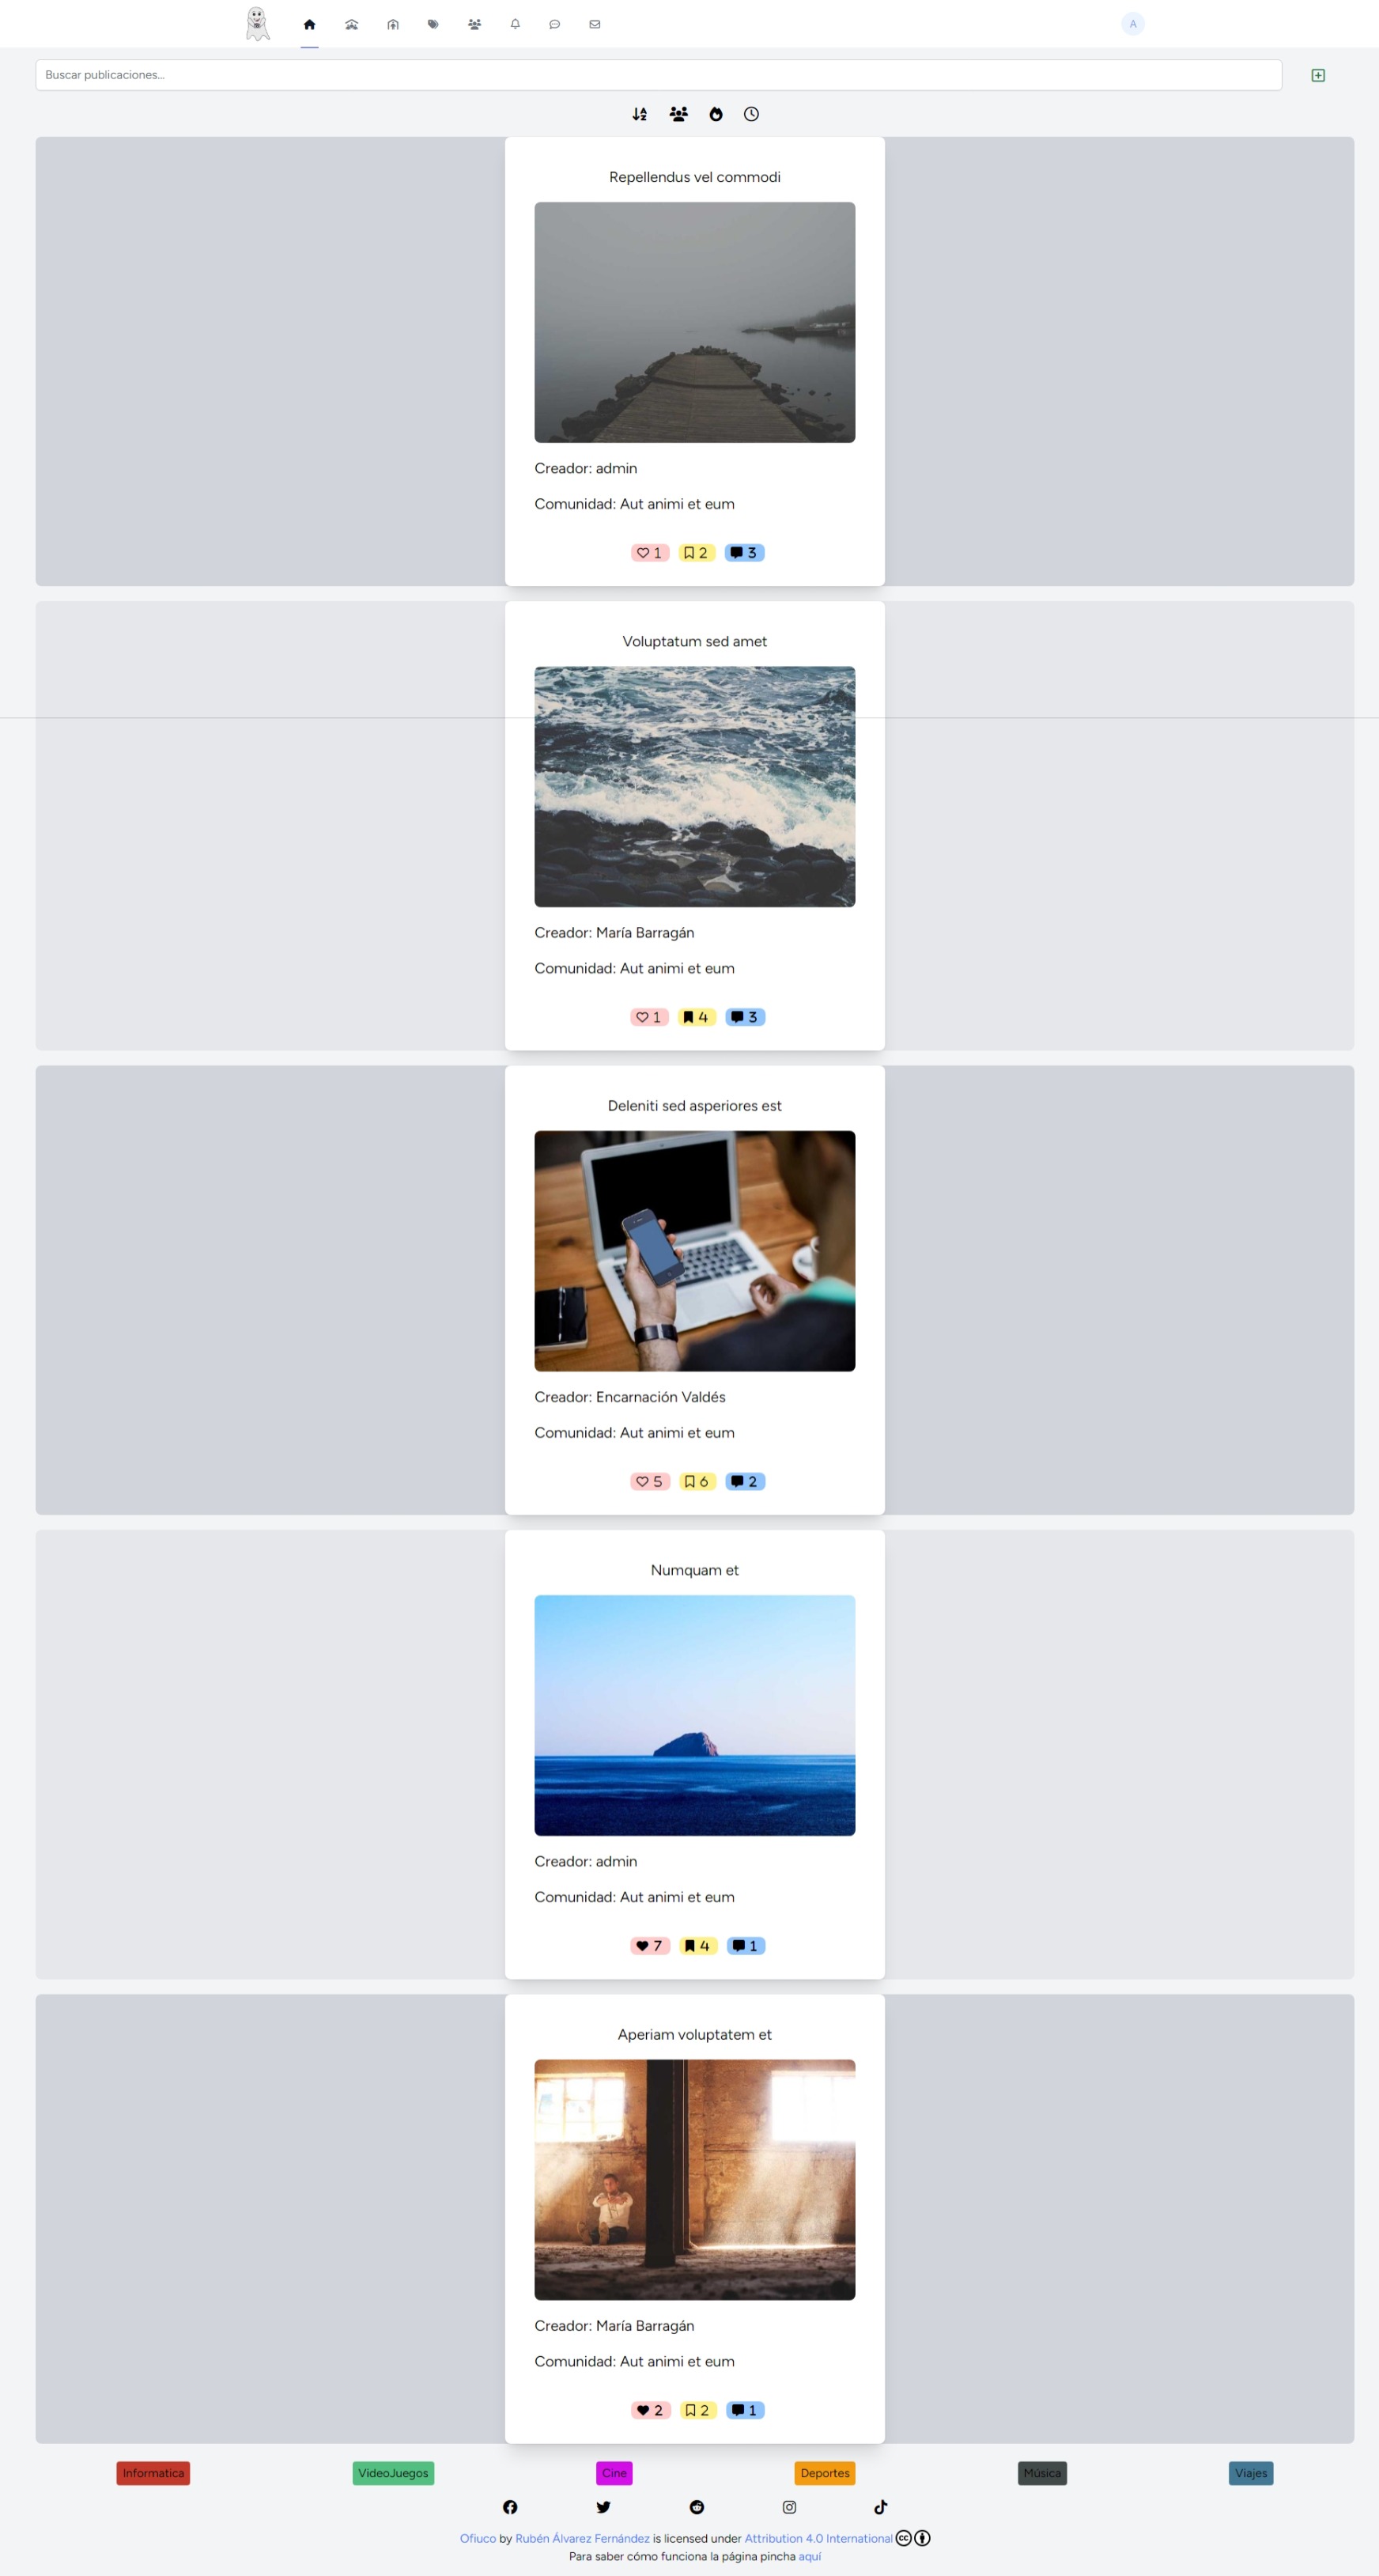 A
Buscar publicaciones...
Repellendus vel commodi
Creador: admin
Comunidad: Aut animi et eum
1 2 3
Voluptatum sed amet
Creador: María Barragán
Comunidad: Aut animi et eum
1 4 3
Deleniti sed asperiores est
Creador: Encarnación Valdés
Comunidad: Aut animi et eum
5 6 2
Numquam et
Creador: admin
Comunidad: Aut animi et eum
7 4 1
Aperiam voluptatem et
Creador: María Barragán
Comunidad: Aut animi et eum
2 2 1
Informatica VideoJuegos Cine Deportes Música Viajes
Ofiuco by Rubén Álvarez Fernández is licensed under Attribution 4.0 International cc
Para saber cómo funciona la página pincha aquí